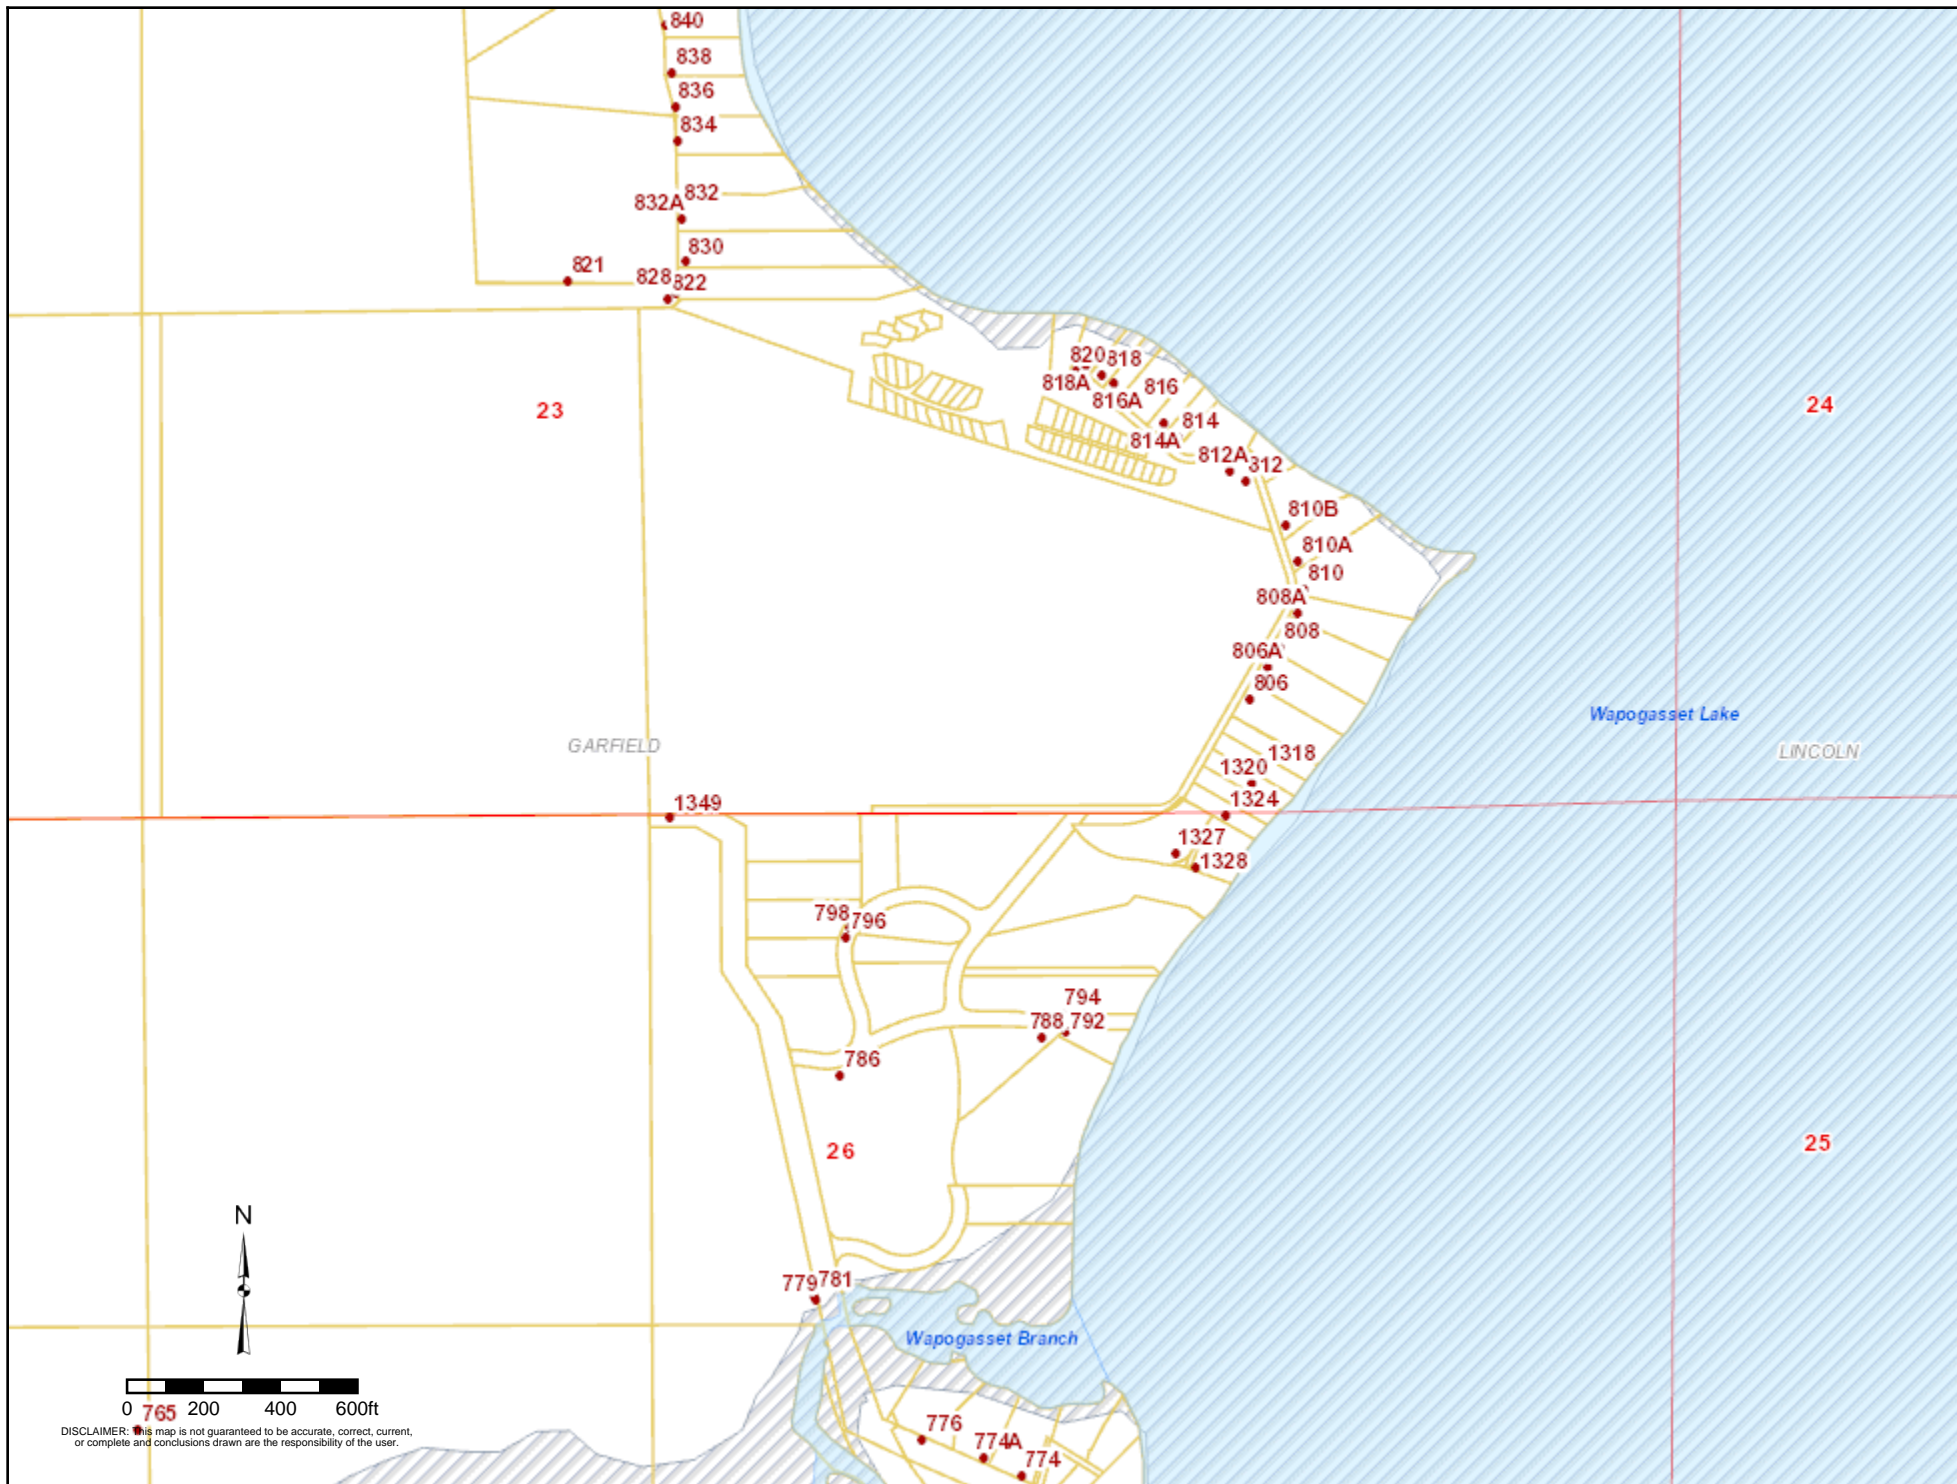 840
838
836
834
832
832A
830
821
828
822
820
818
818A
816
816A
23
24
814
814A
812A
312
810B
810A
810
808A
808
806A
806
Wapogasset Lake
GARFIELD
LINCOLN
1318
1320
1349
1324
1327
1328
798
796
794
788
792
786
26
25
N
779
781
Wapogasset Branch
0 200 400 600ft
765
DISCLAIMER: This map is not guaranteed to be accurate, correct, current,
or complete and conclusions drawn are the responsibility of the user.
776
774A
774